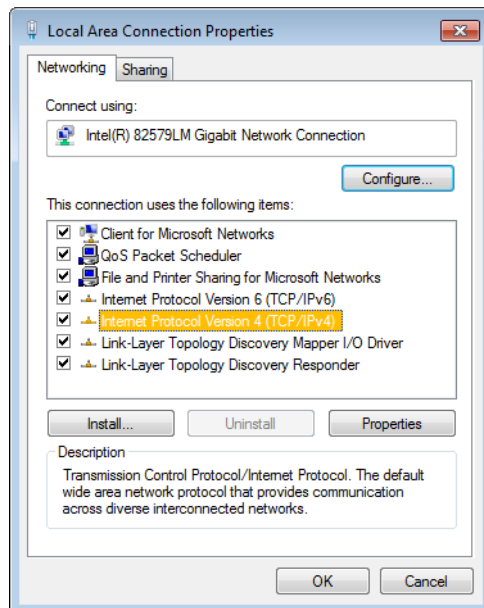 Local Area Connection Properties
Networking
Sharing
Connect using:
Intel(R) 82579LM Gigabit Network Connection
Configure...
This connection uses the following items:
Client for Microsoft Networks
QoS Packet Scheduler
File and Printer Sharing for Microsoft Networks
Internet Protocol Version 6 (TCP/IPv6)
Internet Protocol Version 4 (TCP/IPv4)
Link-Layer Topology Discovery Mapper I/O Driver
Link-Layer Topology Discovery Responder
Install...
Uninstall
Properties
Description
Transmission Control Protocol/Internet Protocol. The default
wide area network protocol that provides communication
across diverse interconnected networks.
OK
Cancel